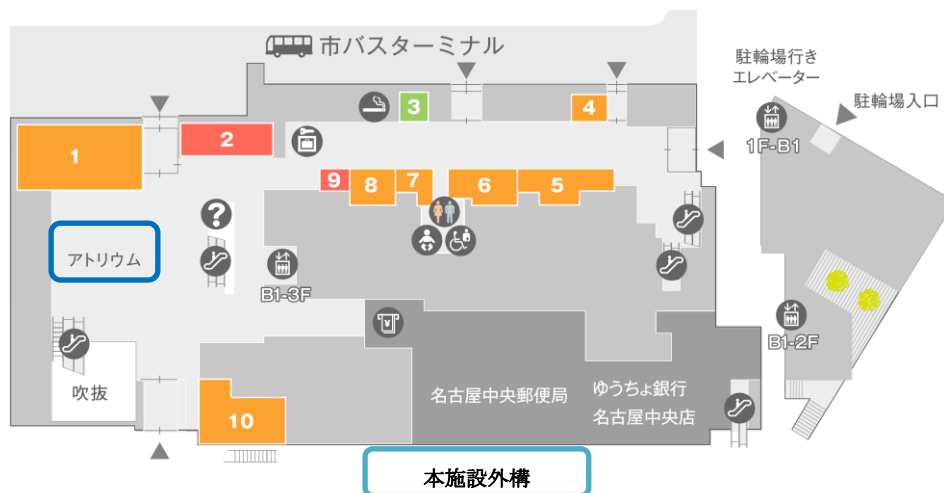 市バスターミナル
駐輪場行き
エレベーター
駐輪場入口
1F-B1
1
2
3
4
9
8
7
6
5
?
アトリウム
B1-3F
B1-2F
¥
吹抜
10
名古屋中央郵便局
ゆうちょ銀行
名古屋中央店
本施設外構